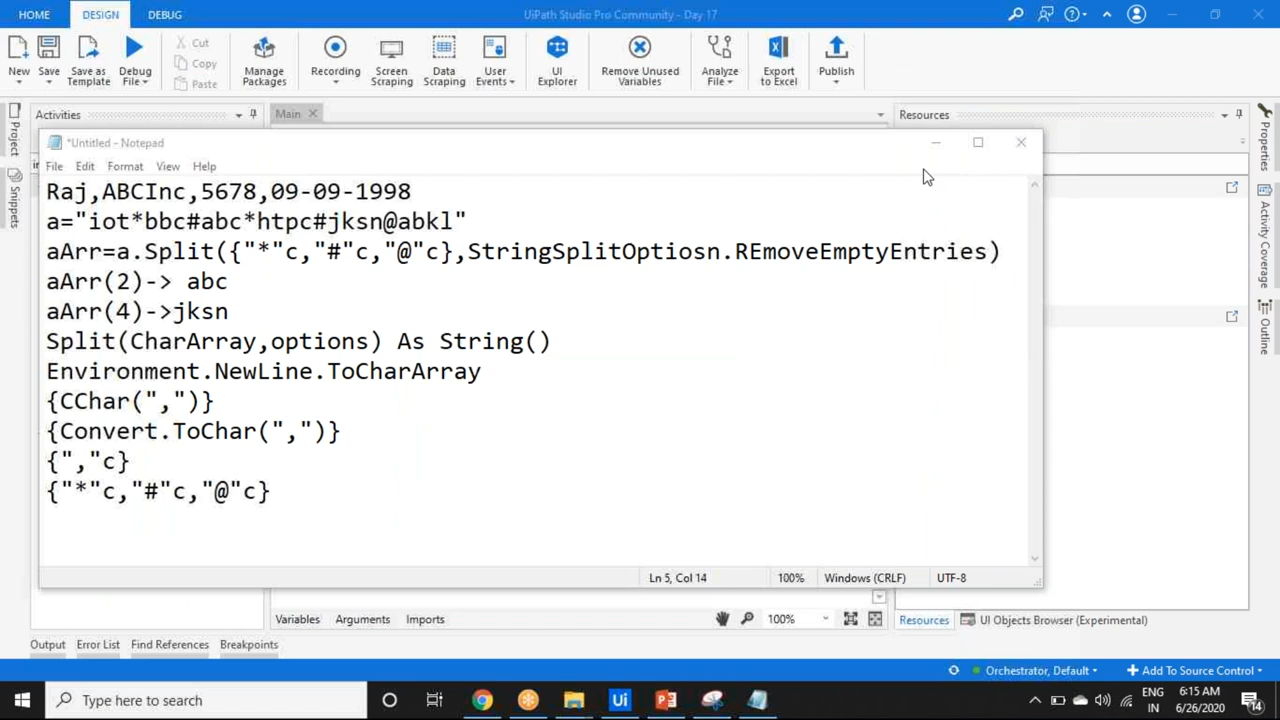 HOME DESIGN DEBUG UiPath Studio Pro Community - Day 17
New Save Save as Template Debug File Cut Copy Paste Manage Packages Recording Screen Scraping Data Scraping User Events UI Explorer Remove Unused Variables Analyze File Export to Excel Publish
Activities Main Resources
Project
Snippets
Properties
Activity Coverage
Outline
*Untitled - Notepad
File Edit Format View Help
Raj,ABCInc,5678,09-09-1998
a="iot*bbc#abc*htpc#jksn@abkl"
aArr=a.Split({"*"c,"#"c,"@"c},StringSplitOptiosn.REmoveEmptyEntries)
aArr(2)-> abc
aArr(4)->jksn
Split(CharArray,options) As String()
Environment.NewLine.ToCharArray
{CChar(",")}
{Convert.ToChar(",")}
{","c}
{"*"c,"#"c,"@"c}
Ln 5, Col 14 100% Windows (CRLF) UTF-8
Variables Arguments Imports 100% Resources UI Objects Browser (Experimental)
Output Error List Find References Breakpoints
Orchestrator, Default Add To Source Control
Type here to search
ENG
IN
6:15 AM
6/26/2020
14